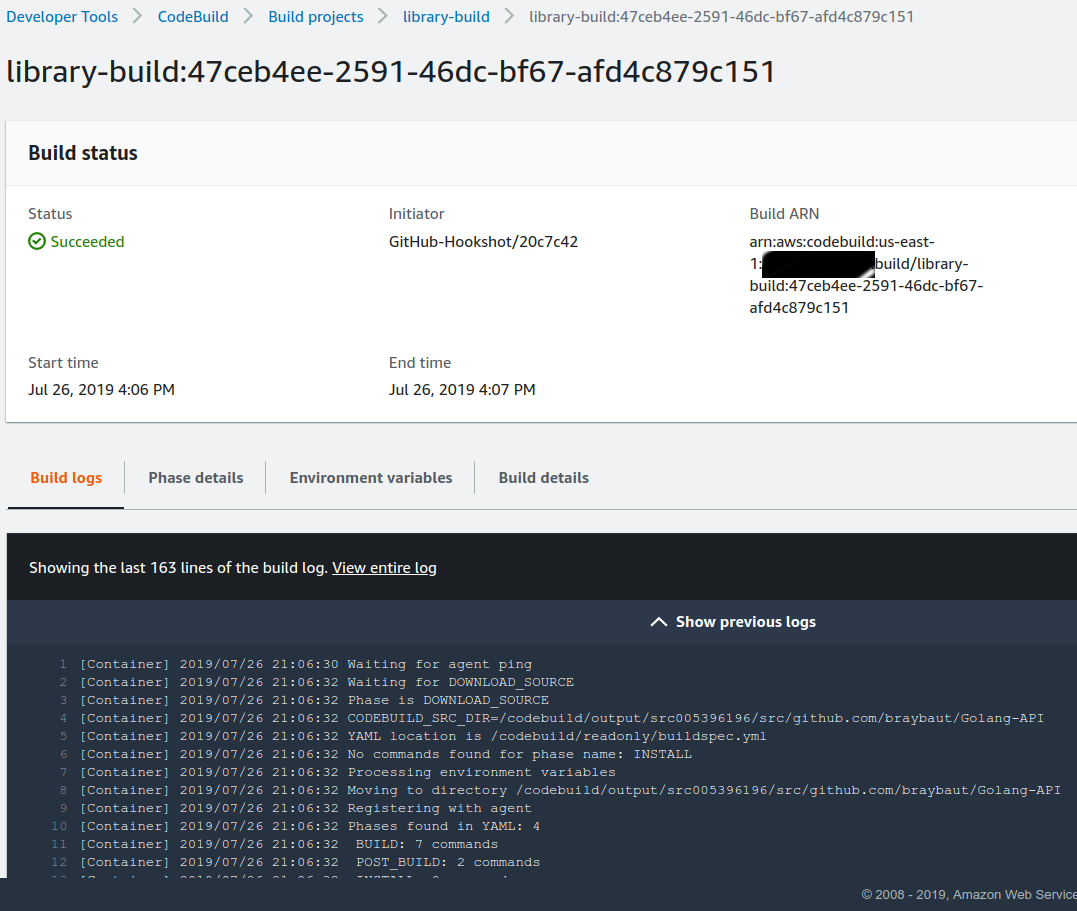 Developer Tools > CodeBuild > Build projects > library-build > library-build:47ceb4ee-2591-46dc-bf67-afd4c879c151
library-build:47ceb4ee-2591-46dc-bf67-afd4c879c151
Build status
Status
Succeeded
Initiator
GitHub-Hookshot/20c7c42
Build ARN
arn:aws:codebuild:us-east-
1: build/library-
build:47ceb4ee-2591-46dc-bf67-
afd4c879c151
Start time
Jul 26, 2019 4:06 PM
End time
Jul 26, 2019 4:07 PM
Build logs Phase details Environment variables Build details
Showing the last 163 lines of the build log. View entire log
Show previous logs
1 [Container] 2019/07/26 21:06:30 Waiting for agent ping
2 [Container] 2019/07/26 21:06:32 Waiting for DOWNLOAD_SOURCE
3 [Container] 2019/07/26 21:06:32 Phase is DOWNLOAD_SOURCE
4 [Container] 2019/07/26 21:06:32 CODEBUILD_SRC_DIR=/codebuild/output/src005396196/src/github.com/braybaut/Golang-API
5 [Container] 2019/07/26 21:06:32 YAML location is /codebuild/readonly/buildspec.yml
6 [Container] 2019/07/26 21:06:32 No commands found for phase name: INSTALL
7 [Container] 2019/07/26 21:06:32 Processing environment variables
8 [Container] 2019/07/26 21:06:32 Moving to directory /codebuild/output/src005396196/src/github.com/braybaut/Golang-API
9 [Container] 2019/07/26 21:06:32 Registering with agent
10 [Container] 2019/07/26 21:06:32 Phases found in YAML: 4
11 [Container] 2019/07/26 21:06:32 BUILD: 7 commands
12 [Container] 2019/07/26 21:06:32 POST_BUILD: 2 commands
© 2008 - 2019, Amazon Web Service